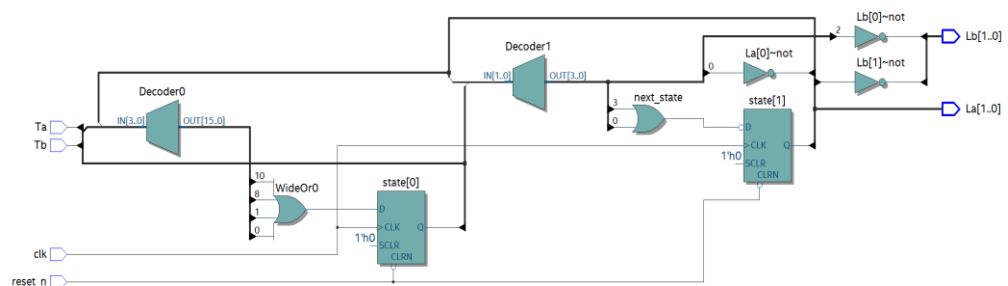 Lb[0]~not
2
Lb[1..0]
Decoder1
La[0]~not
Lb[1]~not
IN[1..0]
OUT[3..0]
0
Decoder0
next_state
state[1]
La[1..0]
3
0
D
Ta
IN[3..0]
OUT[15..0]
CLK
Q
Tb
1'h0
SCLR
CLRN
10
WideOr0
state[0]
8
1
D
0
CLK
Q
1'h0
SCLR
clk
CLRN
reset_n